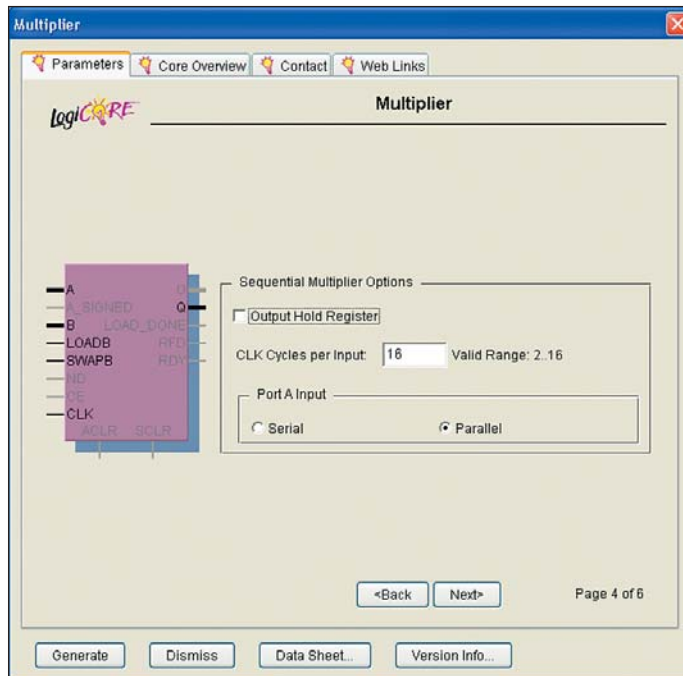 Multiplier
Parameters
Core Overview
Contact
Web Links
LogiCORE
Multiplier
A
O
A_SIGNED
Q
B
LOAD_DONE
LOADB
RFD
SWAPB
RDY
ND
CE
CLK
ACLR SCLR
Sequential Multiplier Options
Output Hold Register
CLK Cycles per Input: 16 Valid Range: 2..16
Port A Input
Serial
Parallel
<Back
Next>
Page 4 of 6
Generate
Dismiss
Data Sheet...
Version Info...